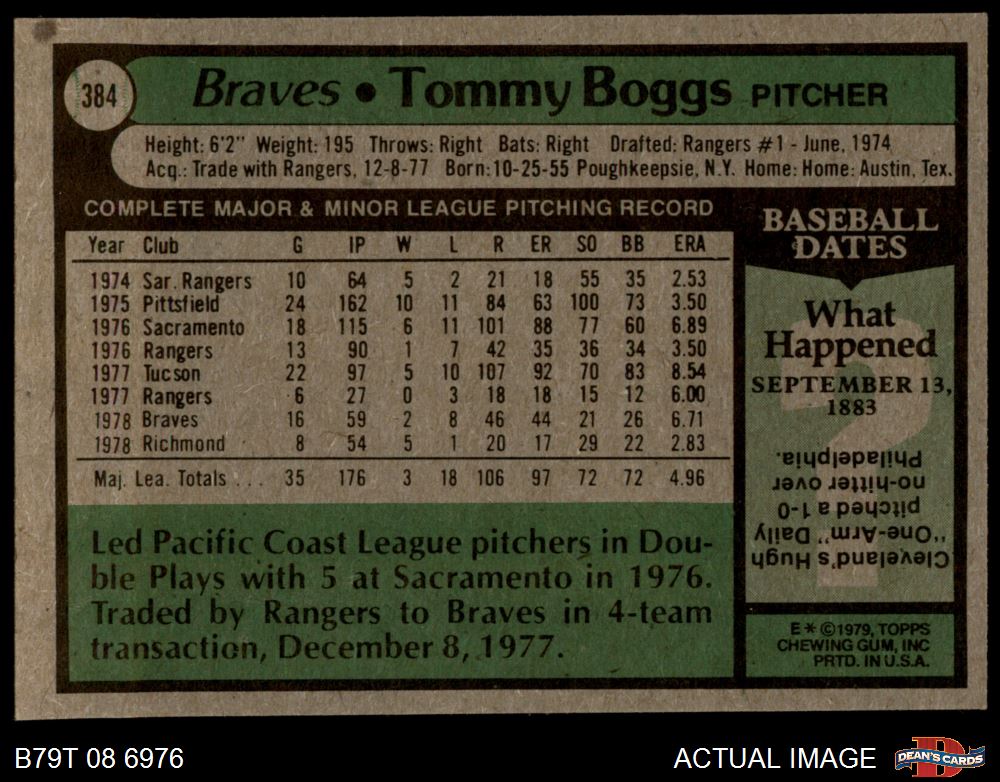 384
Braves • Tommy Boggs PITCHER
Height: 6'2" Weight: 195 Throws: Right Bats: Right Drafted: Rangers #1 - June, 1974
Acq.: Trade with Rangers, 12-8-77 Born: 10-25-55 Poughkeepsie, N.Y. Home: Home: Austin, Tex.
COMPLETE MAJOR & MINOR LEAGUE PITCHING RECORD
Year Club G IP W L R ER SO BB ERA
1974 Sar. Rangers 10 64 5 2 21 18 55 35 2.53
1975 Pittsfield 24 162 10 11 84 63 100 73 3.50
1976 Sacramento 18 115 6 11 101 88 77 60 6.89
1976 Rangers 13 90 1 7 42 35 36 34 3.50
1977 Tucson 22 97 5 10 107 92 70 83 8.54
1977 Rangers 6 27 0 3 18 18 15 12 6.00
1978 Braves 16 59 2 8 46 44 21 26 6.71
1978 Richmond 8 54 5 1 20 17 29 22 2.83
Maj. Lea. Totals . . . 35 176 3 18 106 97 72 72 4.96
Led Pacific Coast League pitchers in Dou-
ble Plays with 5 at Sacramento in 1976.
Traded by Rangers to Braves in 4-team
transaction, December 8, 1977.
BASEBALL
DATES
What
Happened
SEPTEMBER 13,
1883
Cleveland's Hugh
"One-Arm" Daily
pitched a 1-0
no-hitter over
Philadelphia.
E * © 1979, TOPPS
CHEWING GUM, INC
PRTD. IN U.S.A.
B79T 08 6976
ACTUAL IMAGE
DEAN'S CARDS